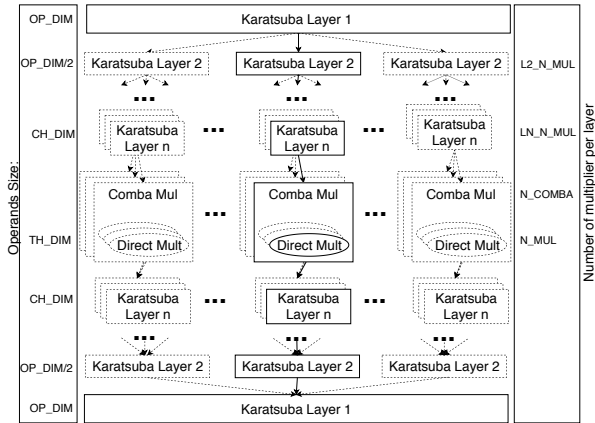 OP_DIM Karatsuba Layer 1
OP_DIM/2 Karatsuba Layer 2 Karatsuba Layer 2 Karatsuba Layer 2 L2_N_MUL
... ... ...
CH_DIM Karatsuba Layer n ... Karatsuba Layer n ... Karatsuba Layer n LN_N_MUL
Comba Mul ... Comba Mul ... Comba Mul N_COMBA
TH_DIM Direct Mult Direct Mult Direct Mult N_MUL
CH_DIM Karatsuba Layer n ... Karatsuba Layer n ... Karatsuba Layer n
... ... ...
OP_DIM/2 Karatsuba Layer 2 Karatsuba Layer 2 Karatsuba Layer 2
OP_DIM Karatsuba Layer 1
Operands Size:
Number of multiplier per layer